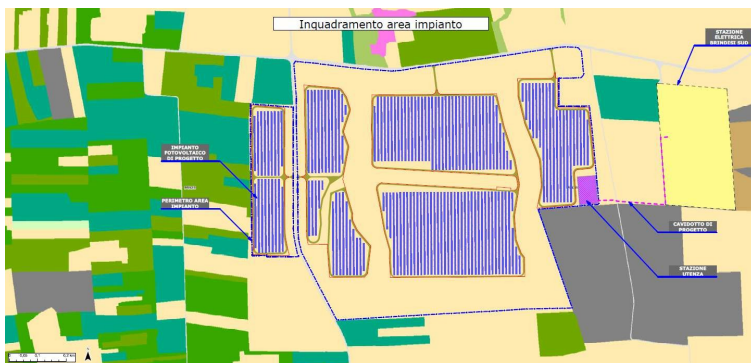 Inquadramento area impianto
STAZIONE
ELETTRICA
BRINDISI SUD
IMPIANTO
FOTOVOLTAICO
DI PROGETTO
PERIMETRO AREA
IMPIANTO
CAVIDOTTO DI
PROGETTO
STAZIONE
UTENZA